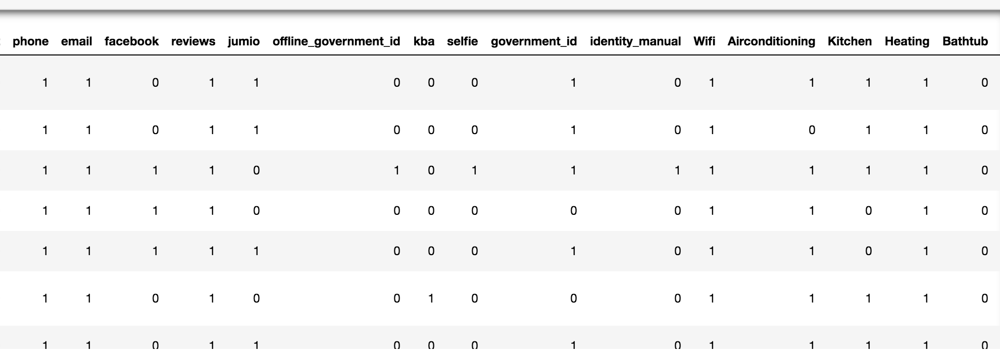 phone email facebook reviews jumio offline_government_id kba selfie government_id identity_manual Wifi Airconditioning Kitchen Heating Bathtub
1 1 0 1 1 0 0 0 1 0 1 1 1 1 0
1 1 0 1 1 0 0 0 1 0 1 0 1 1 0
1 1 1 1 0 1 0 1 1 1 1 1 1 1 0
1 1 1 1 0 0 0 0 0 0 1 1 0 1 0
1 1 1 1 1 0 0 0 1 0 1 1 0 1 0
1 1 0 1 0 0 1 0 0 0 1 1 1 1 0
1 1 0 1 1 0 0 0 1 0 1 1 1 1 0